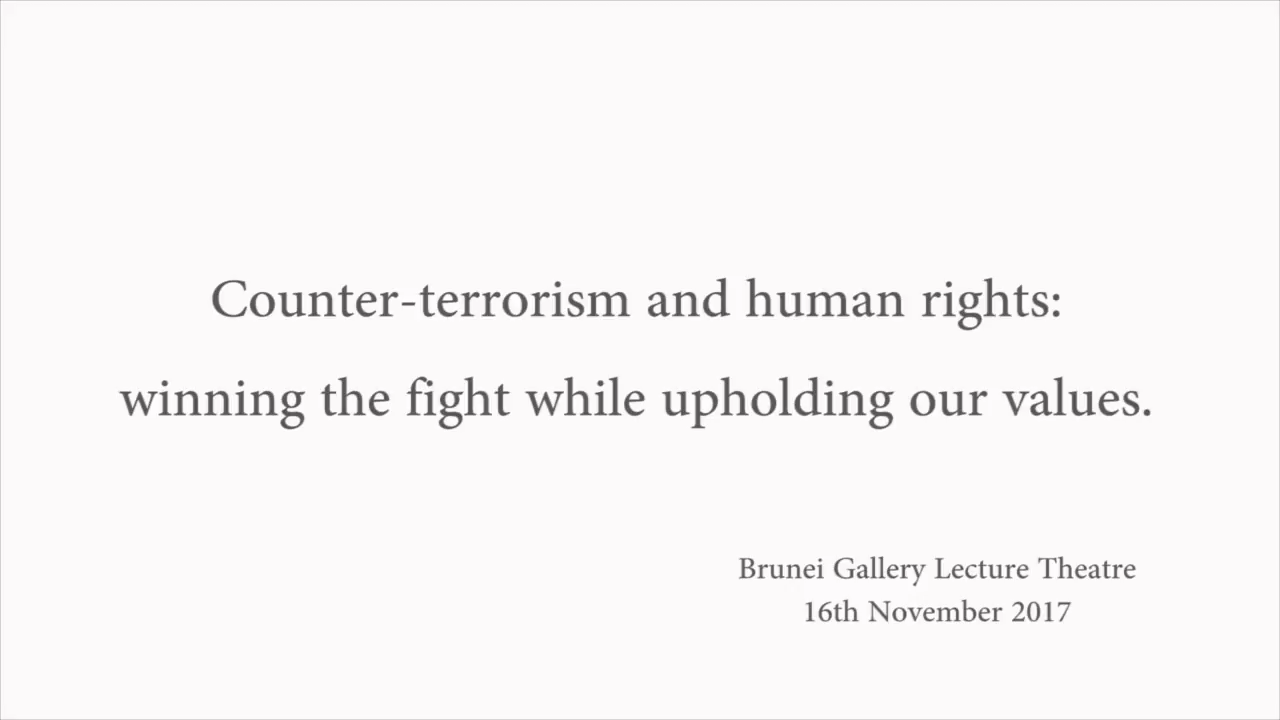 Counter-terrorism and human rights:
winning the fight while upholding our values.
Brunei Gallery Lecture Theatre
16th November 2017